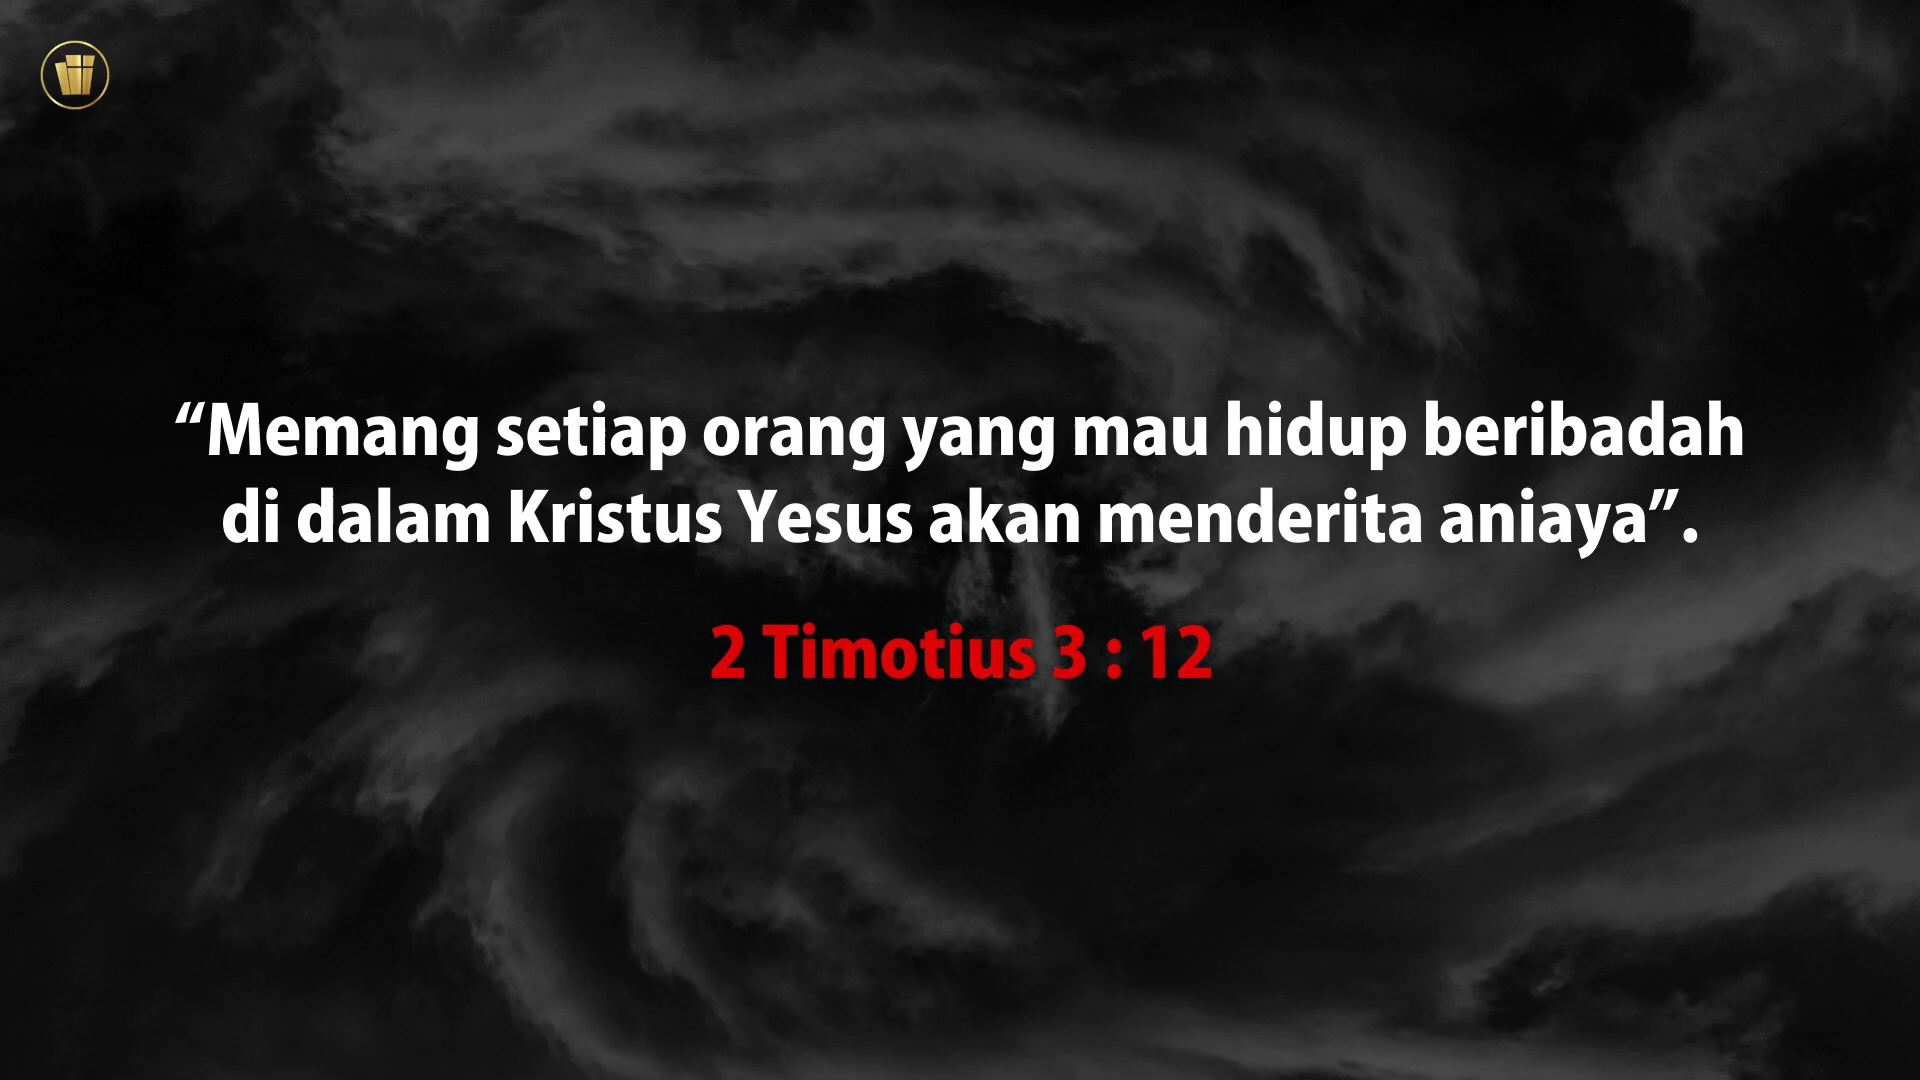 “Memang setiap orang yang mau hidup beribadah
di dalam Kristus Yesus akan menderita aniaya”.
2 Timotius 3 : 12